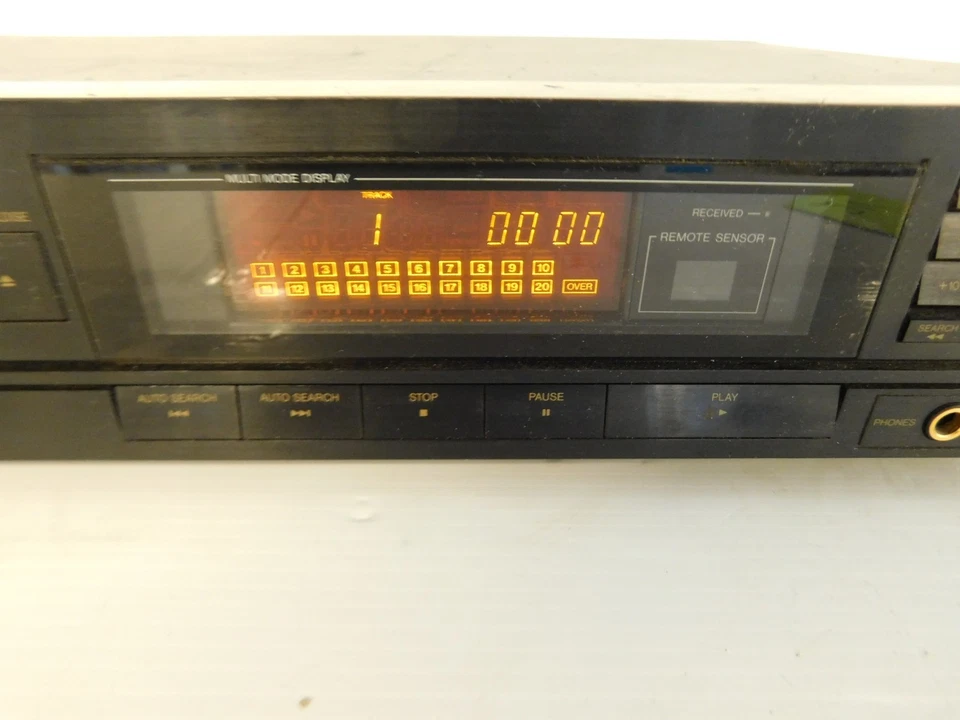 MULTI MODE DISPLAY
TRACK
1 00 00
1 2 3 4 5 6 7 8 9 10
11 12 13 14 15 16 17 18 19 20 OVER
RECEIVED
REMOTE SENSOR
+10
SEARCH
AUTO SEARCH
AUTO SEARCH
STOP
PAUSE
PLAY
PHONES